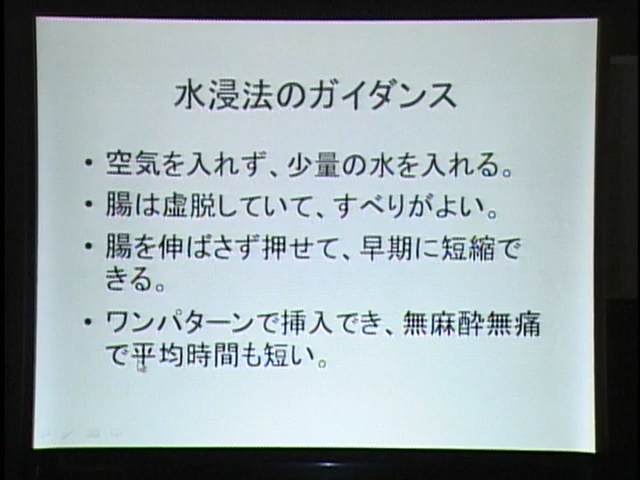 水浸法のガイダンス
• 空気を入れず、少量の水を入れる。
• 腸は虚脱していて、すべりがよい。
• 腸を伸ばさず押せて、早期に短縮で
きる。
• ワンパターンで挿入でき、無麻酔無痛
で平均時間も短い。